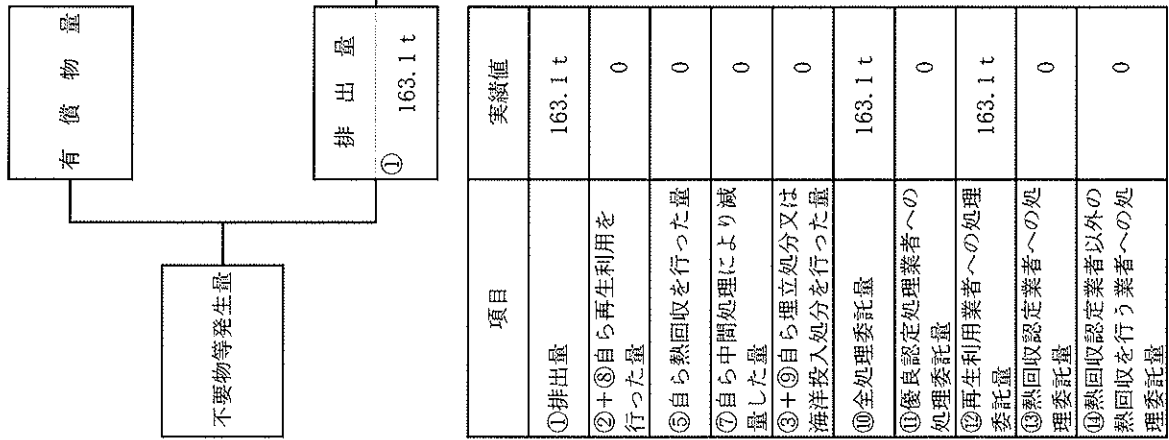 有 償 物 量
不要物等発生量
排 出 量
①
163.1 t
項目
実績値
①排出量
163.1 t
②+⑧自ら再生利用を
行った量
0
⑤自ら熱回収を行った量
0
⑦自ら中間処理により減
量した量
0
③+⑨自ら埋立処分又は
海洋投入処分を行った量
0
⑩全処理委託量
163.1 t
⑪優良認定処理業者への
処理委託量
0
⑫再生利用業者への処理
委託量
163.1 t
⑬熱回収認定業者への処
理委託量
0
⑭熱回収認定業者以外の
熱回収を行う業者への処
理委託量
0